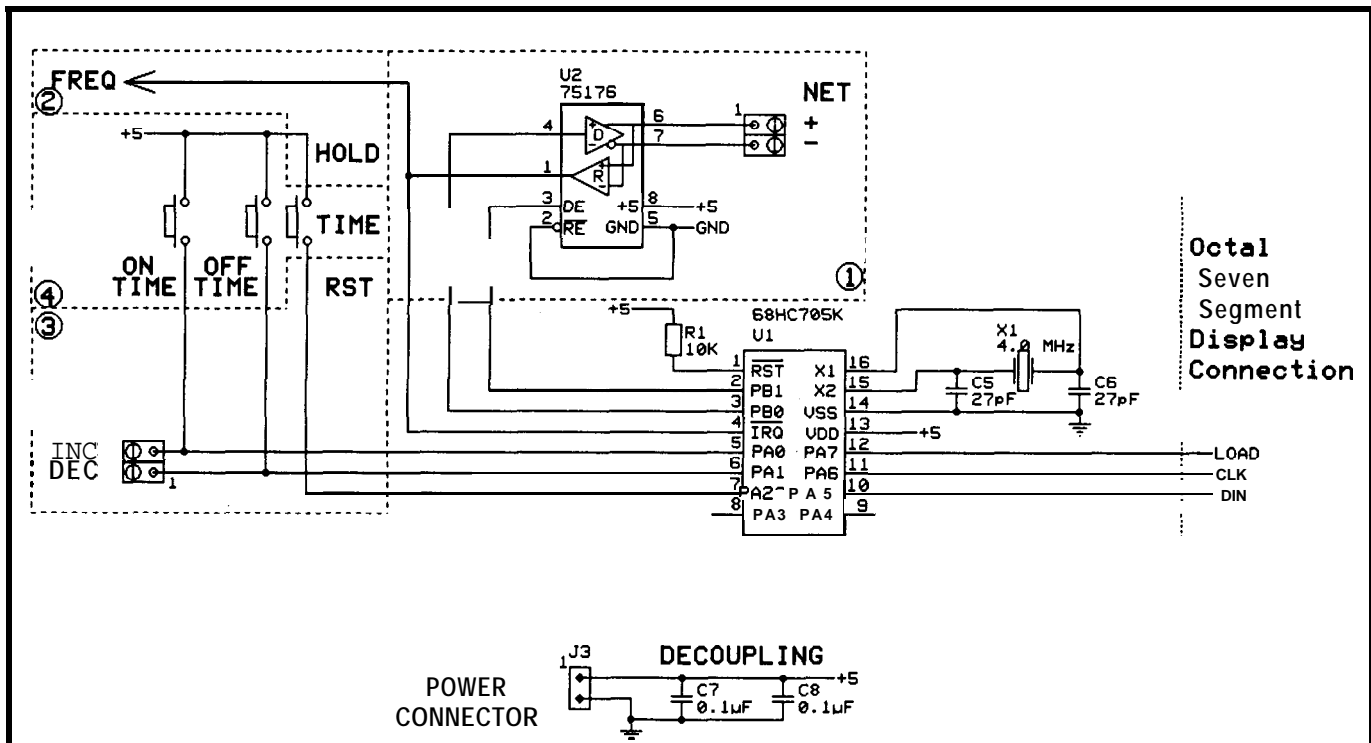 FREQ
②
+5
HOLD
TIME
ON TIME
OFF TIME
RST
④
③
INC
DEC
1
U2
75176
4
D
+
-
6
7
1
R
+
-
3
DE
2
RE
+5
8
+5
GND
5
GND
NET
1
+
-
①
+5
R1
10K
68HC705K
U1
1
RST
2
PB1
3
PB0
4
IRQ
5
PA0
6
PA1
7
PA2
8
PA3
X1
16
X2
15
VSS
14
VDD
13
+5
PA7
12
PA6
11
PA5
10
PA4
9
X1
4.0 MHz
C5
27pF
C6
27pF
Octal
Seven
Segment
Display
Connection
LOAD
CLK
DIN
POWER
CONNECTOR
1
J3
DECOUPLING
C7
0.1µF
C8
0.1µF
+5